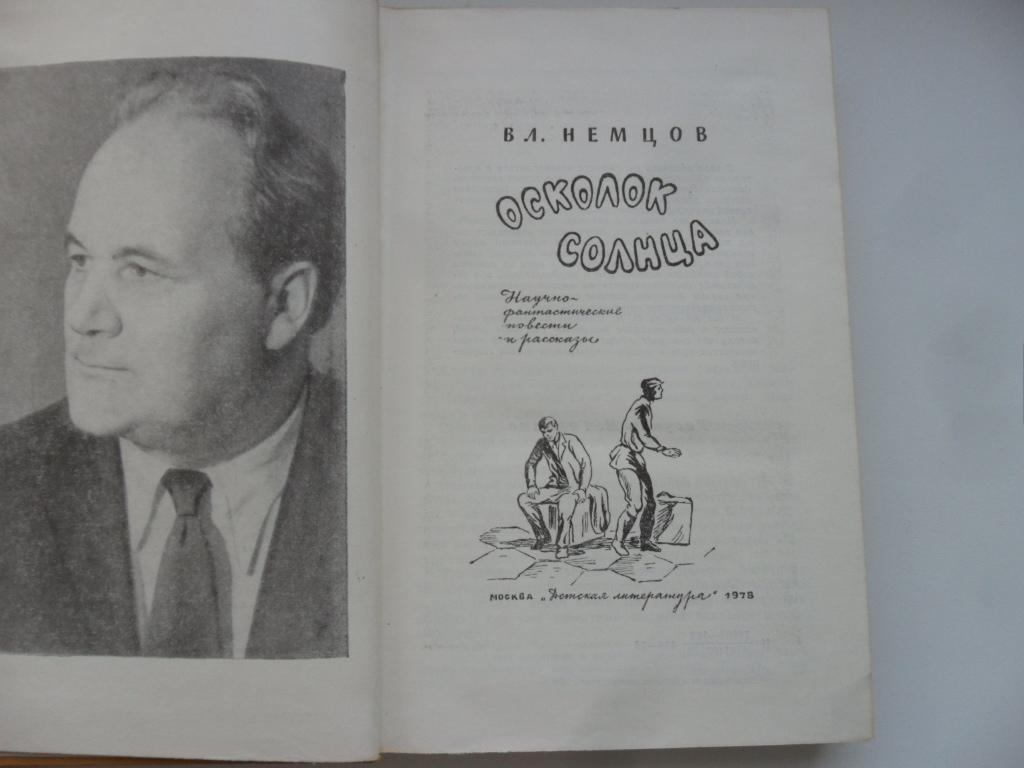 ВЛ. НЕМЦОВ
ОСКОЛОК
СОЛНЦА
Научно-
фантастические
повести
и рассказы
МОСКВА „Детская литература" 1978